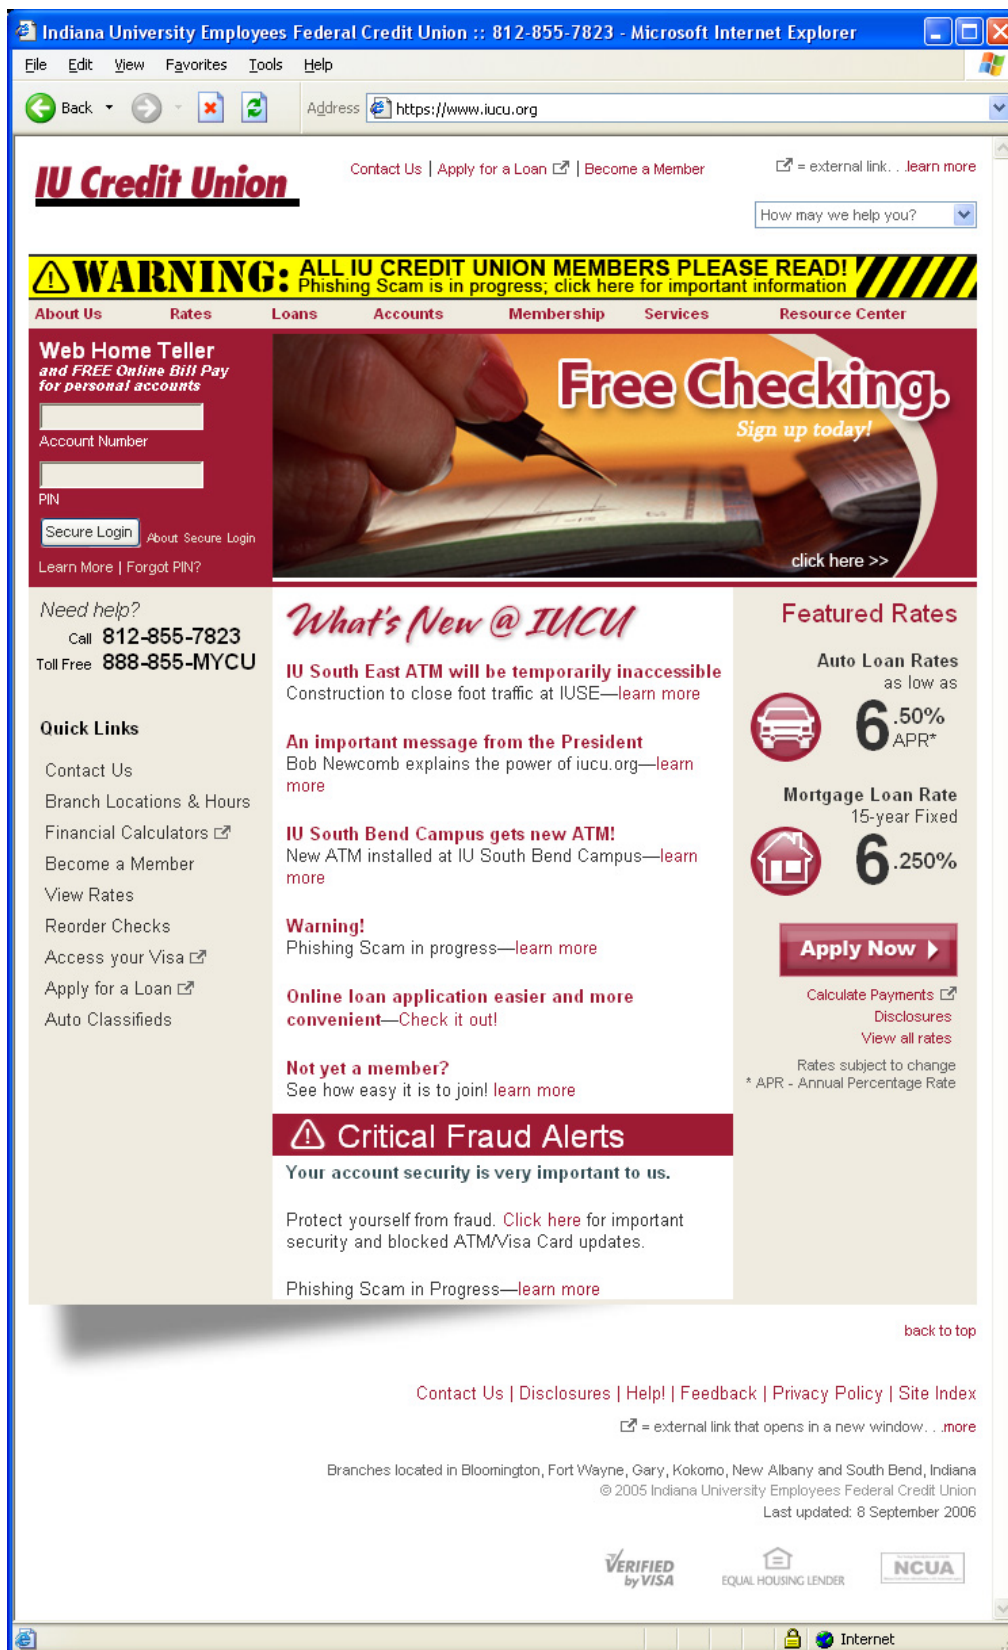 Indiana University Employees Federal Credit Union :: 812-855-7823 - Microsoft Internet Explorer
File Edit View Favorites Tools Help
Back Address https://www.iucu.org
IU Credit Union
Contact Us | Apply for a Loan | Become a Member
= external link. . .learn more
How may we help you?
WARNING: ALL IU CREDIT UNION MEMBERS PLEASE READ!
Phishing Scam is in progress; click here for important information
About Us Rates Loans Accounts Membership Services Resource Center
Web Home Teller
and FREE Online Bill Pay
for personal accounts
Account Number
PIN
Secure Login About Secure Login
Learn More | Forgot PIN?
Free Checking.
Sign up today!
click here >>
Need help?
Call 812-855-7823
Toll Free 888-855-MYCU
Quick Links
Contact Us
Branch Locations & Hours
Financial Calculators
Become a Member
View Rates
Reorder Checks
Access your Visa
Apply for a Loan
Auto Classifieds
What's New @ IUCU
IU South East ATM will be temporarily inaccessible
Construction to close foot traffic at IUSE—learn more
An important message from the President
Bob Newcomb explains the power of iucu.org—learn
more
IU South Bend Campus gets new ATM!
New ATM installed at IU South Bend Campus—learn
more
Warning!
Phishing Scam in progress—learn more
Online loan application easier and more
convenient—Check it out!
Not yet a member?
See how easy it is to join! learn more
Critical Fraud Alerts
Your account security is very important to us.
Protect yourself from fraud. Click here for important
security and blocked ATM/Visa Card updates.
Phishing Scam in Progress—learn more
Featured Rates
Auto Loan Rates
as low as
6.50%
APR*
Mortgage Loan Rate
15-year Fixed
6.250%
Apply Now
Calculate Payments
Disclosures
View all rates
Rates subject to change
* APR - Annual Percentage Rate
back to top
Contact Us | Disclosures | Help! | Feedback | Privacy Policy | Site Index
= external link that opens in a new window. . .more
Branches located in Bloomington, Fort Wayne, Gary, Kokomo, New Albany and South Bend, Indiana
© 2005 Indiana University Employees Federal Credit Union
Last updated: 8 September 2006
VERIFIED
by VISA
EQUAL HOUSING LENDER
NCUA
Internet